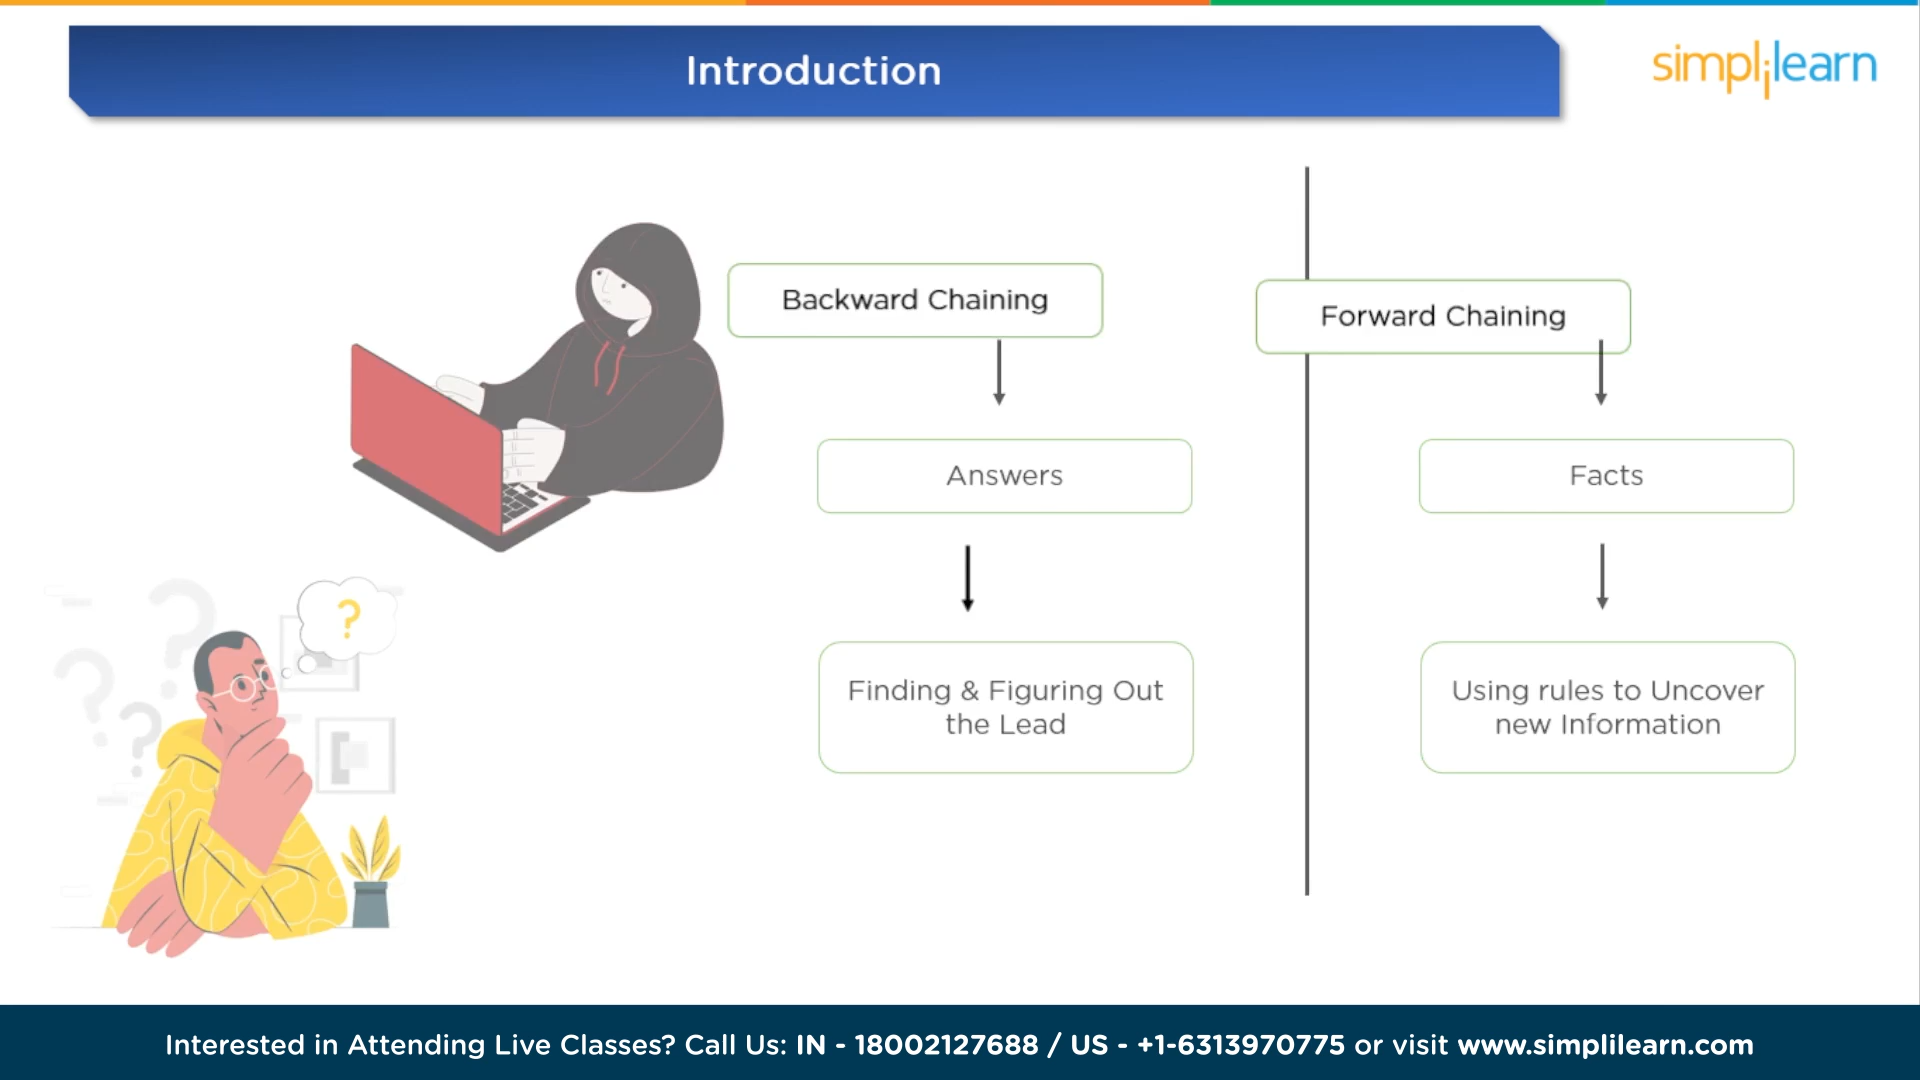 Introduction
simplilearn
Backward Chaining
Forward Chaining
Answers
Facts
?
Finding & Figuring Out
the Lead
Using rules to Uncover
new Information
Interested in Attending Live Classes? Call Us: IN - 18002127688 / US - +1-6313970775 or visit www.simplilearn.com